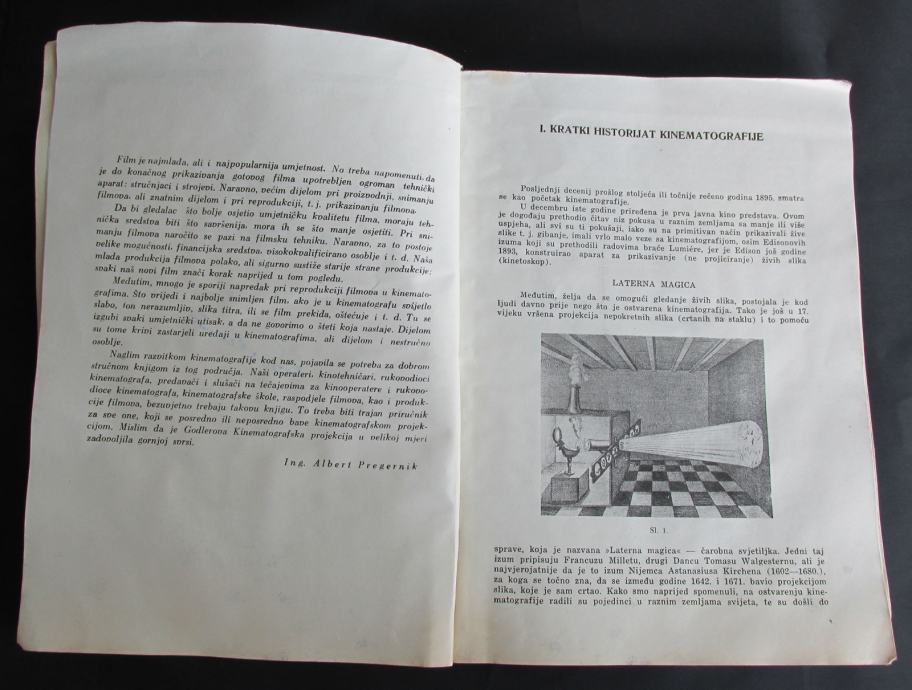 Film je najmlađa, ali i najpopularnija umjetnost. No treba napomenuti, da
je do konačnog prikazivanja gotovog filma upotrebljen ogroman tehnički
aparat: stručnjaci i strojevi. Naravno, većim dijelom pri proizvodnji, snimanju
filmova, ali znatnim dijelom i pri reprodukciji, t. j. prikazivanju filmova.
Da bi gledalac što bolje osjetio umjetničku kvalitetu filma, moraju teh-
nička sredstva biti što savršenija, mora ih se što manje osjetiti. Pri sni-
manju filmova naročito se pazi na filmsku tehniku. Naravno, za to postoje
velike mogućnosti, financijska sredstva, visokokvalificirano osoblje i t. d. Naša
mlada produkcija filmova polako, ali sigurno sustiže starije strane produkcije;
svaki naš novi film znači korak naprijed u tom pogledu.
Međutim, mnogo je sporiji napredak pri reprodukciji filmova u kinemato-
grafima. Što vrijedi i najbolje snimljen film, ako je u kinematografu svijetlo
slabo, ton nerazumljiv, slika titra, ili se film prekida, oštećuje i t. d. Tu se
izgubi svaki umjetnički utisak, a da ne govorimo o šteti koja nastaje. Dijelom
su tome krivi zastarjeli uređaji u kinematografima, ali dijelom i nestručno
osoblje.
Naglim razvitkom kinematografije kod nas, pojavila se potreba za dobrom
stručnom knjigom iz tog područja. Naši operateri, kinotehničari, rukovodioci
kinematografa, predavači i slušači na tečajevima za kinooperatere i rukovo-
dioce kinematografa, kinematografske škole, raspodjele filmova, kao i produk-
cije filmova, bezuvjetno trebaju takovu knjigu. To treba biti trajan priručnik
za sve one, koji se posredno ili neposredno bave kinematografskom projek-
cijom. Mislim da je Godlerova Kinematografska projekcija u velikoj mjeri
zadovoljila gornjoj svrsi.
Ing. Albert Pregernik
I. KRATKI HISTORIJAT KINEMATOGRAFIJE
Posljednji decenij prošlog stoljeća ili točnije rečeno godina 1895. smatra
se kao početak kinematografije.
U decembru iste godine priređena je prva javna kino predstava. Ovom
je događaju prethodio čitav niz pokusa u raznim zemljama sa manje ili više
uspjeha, ali svi su ti pokušaji, iako su na primitivan način prikazivali žive
slike t. j. gibanje, imali vrlo malo veze sa kinematografijom, osim Edisonovih
izuma koji su prethodili radovima braće Lumiére, jer je Edison još godine
1893, konstruirao aparat za prikazivanje (ne projiciranje) živih slika
(kinetoskop).
LATERNA MAGICA
Međutim, želja da se omogući gledanje živih slika, postojala je kod
ljudi davno prije nego što je ostvarena kinematografija. Tako je još u 17.
vijeku vršena projekcija nepokretnih slika (crtanih na staklu) i to pomoću
Sl. 1.
sprave, koja je nazvana »Laterna magica« — čarobna svjetiljka. Jedni taj
izum pripisuju Francuzu Milletu, drugi Dancu Tomasu Walgesternu, ali je
najvjerojatnije da je to izum Nijemca Astanasiusa Kirchena (1602—1680.),
za koga se točno zna, da se između godine 1642. i 1671. bavio projekcijom
slika, koje je sam crtao. Kako smo naprijed spomenuli, na ostvarenju kine-
matografije radili su pojedinci u raznim zemljama svijeta, te su došli do